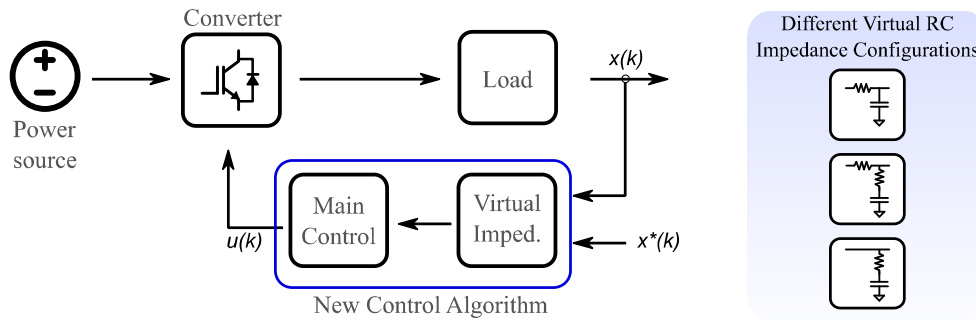 Converter
Power
source
Load
x(k)
Main
Control
Virtual
Imped.
u(k)
x*(k)
New Control Algorithm
Different Virtual RC
Impedance Configurations